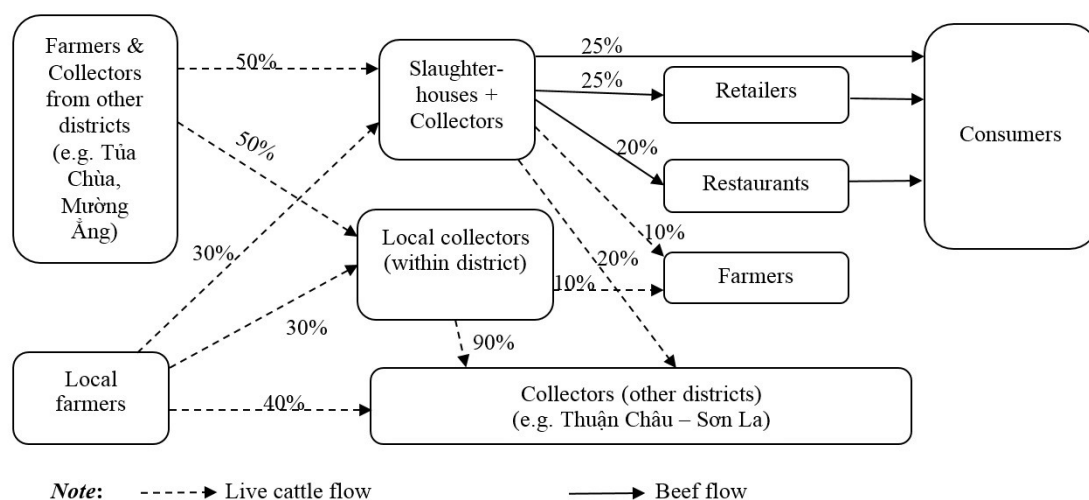 Farmers &
Collectors
from other
districts
(e.g. Tủa
Chùa,
Mường
Ẳng)
50%
50%
Slaughter-
houses +
Collectors
25%
25%
20%
10%
20%
Retailers
Restaurants
Farmers
Consumers
30%
30%
Local collectors
(within district)
10%
90%
Local
farmers
40%
Collectors (other districts)
(e.g. Thuận Châu – Sơn La)
Note: Live cattle flow Beef flow